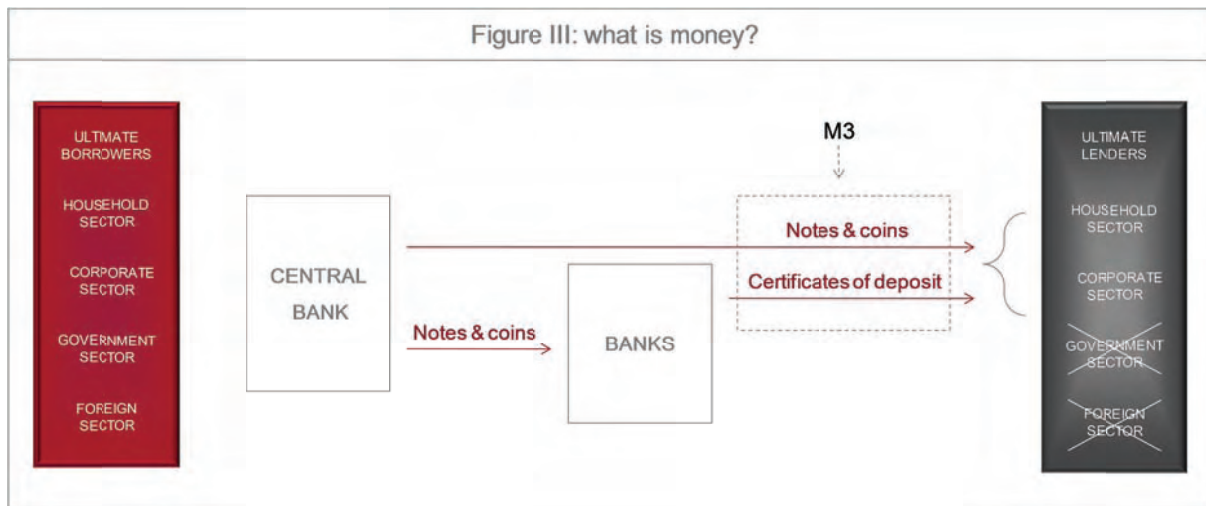 Figure III: what is money?
ULTIMATE
BORROWERS
HOUSEHOLD
SECTOR
CORPORATE
SECTOR
GOVERNMENT
SECTOR
FOREIGN
SECTOR
CENTRAL
BANK
Notes & coins
BANKS
M3
Notes & coins
Certificates of deposit
ULTIMATE
LENDERS
HOUSEHOLD
SECTOR
CORPORATE
SECTOR
GOVERNMENT
SECTOR
FOREIGN
SECTOR